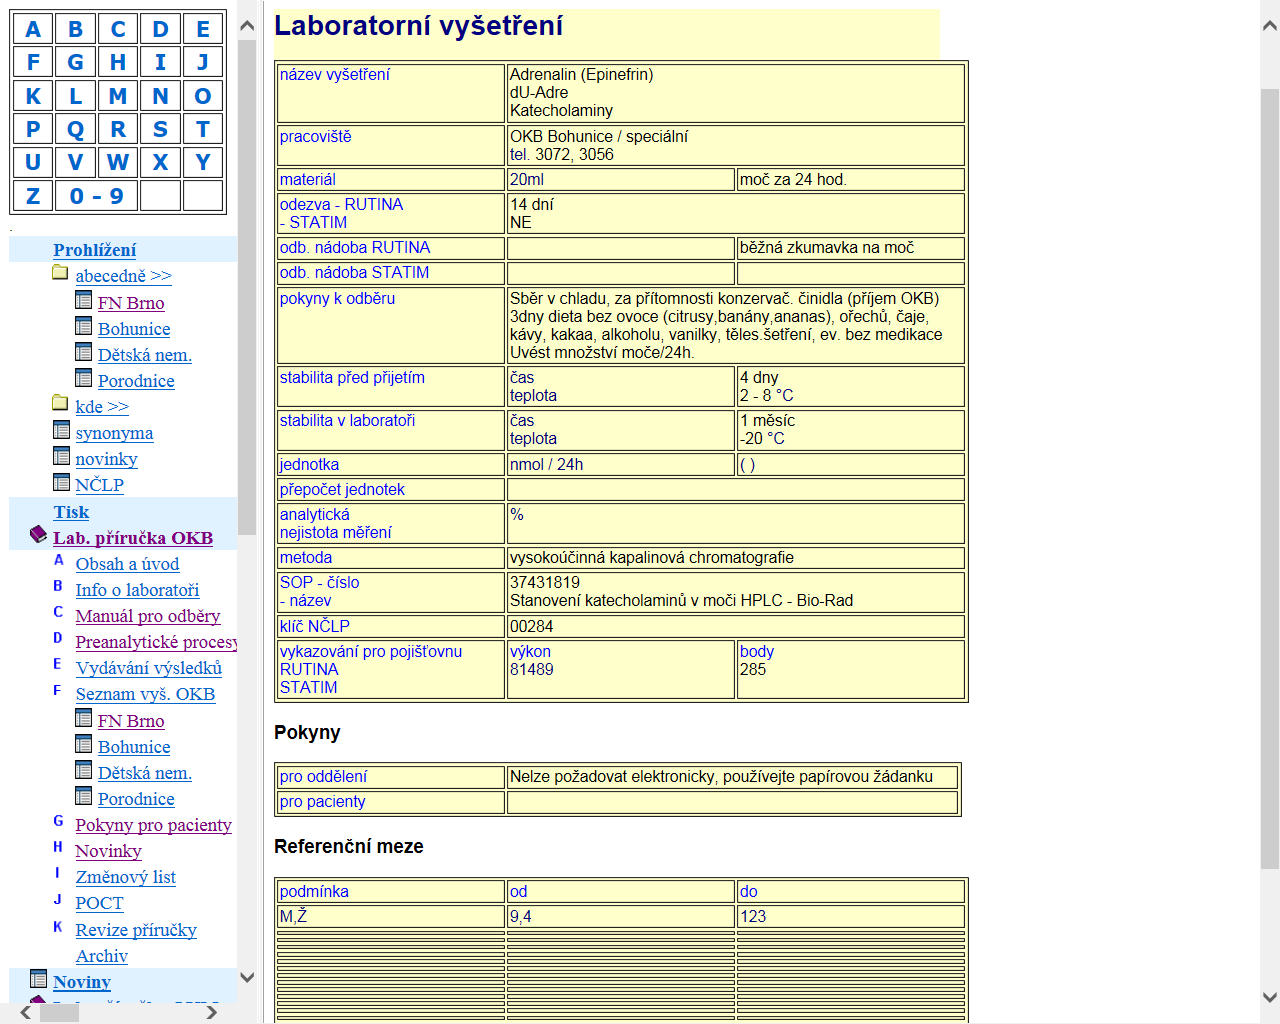 A B C D E
F G H I J
K L M N O
P Q R S T
U V W X Y
Z 0 - 9
.
Prohlížení
abecedně >>
FN Brno
Bohunice
Dětská nem.
Porodnice
kde >>
synonyma
novinky
NČLP
Tisk
Lab. příručka OKB
A Obsah a úvod
B Info o laboratoři
C Manuál pro odběry
D Preanalytické procesy
E Vydávání výsledků
F Seznam vyš. OKB
FN Brno
Bohunice
Dětská nem.
Porodnice
G Pokyny pro pacienty
H Novinky
I Změnový list
J POCT
K Revize příručky
Archiv
Noviny
Laboratorní vyšetření
název vyšetření Adrenalin (Epinefrin)
dU-Adre
Katecholaminy
pracoviště OKB Bohunice / speciální
tel. 3072, 3056
materiál 20ml moč za 24 hod.
odezva - RUTINA 14 dní
- STATIM NE
odb. nádoba RUTINA běžná zkumavka na moč
odb. nádoba STATIM
pokyny k odběru Sběr v chladu, za přítomnosti konzervač. činidla (příjem OKB)
3dny dieta bez ovoce (citrusy,banány,ananas), ořechů, čaje,
kávy, kakaa, alkoholu, vanilky, těles.šetření, ev. bez medikace
Uvést množství moče/24h.
stabilita před přijetím čas 4 dny
teplota 2 - 8 °C
stabilita v laboratoři čas 1 měsíc
teplota -20 °C
jednotka nmol / 24h ( )
přepočet jednotek
analytická %
nejistota měření
metoda vysokoúčinná kapalinová chromatografie
SOP - číslo 37431819
- název Stanovení katecholaminů v moči HPLC - Bio-Rad
klíč NČLP 00284
vykazování pro pojišťovnu výkon body
RUTINA 81489 285
STATIM
Pokyny
pro oddělení Nelze požadovat elektronicky, používejte papírovou žádanku
pro pacienty
Referenční meze
podmínka od do
M,Ž 9,4 123